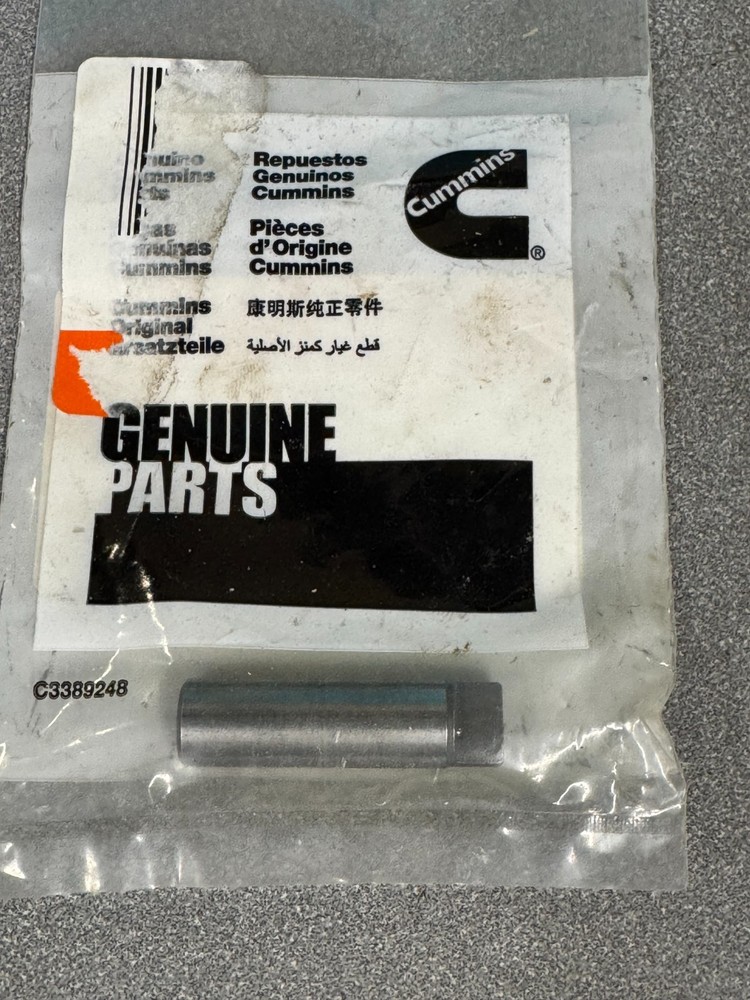 Repuestos
Genuinos
Cummins
Cummins
®
Pièces
d'Origine
Cummins
Cummins
Original
康明斯纯正零件
قطع غيار كمنز الأصلية
GENUINE
PARTS
C3389248